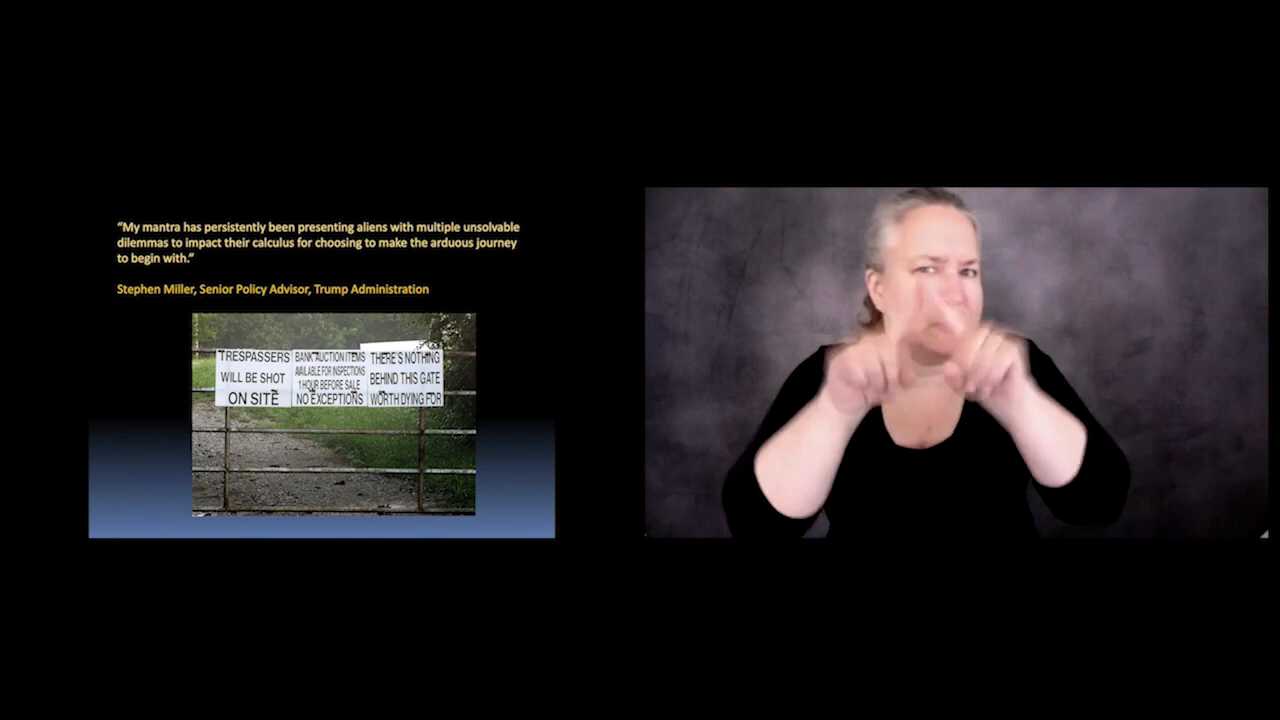 “My mantra has persistently been presenting aliens with multiple unsolvable
dilemmas to impact their calculus for choosing to make the arduous journey
to begin with.”
Stephen Miller, Senior Policy Advisor, Trump Administration
TRESPASSERS
WILL BE SHOT
ON SITE
BANK AUCTION ITEMS
AVAILABLE FOR INSPECTIONS
1 HOUR BEFORE SALE
NO EXCEPTIONS
THERE'S NOTHING
BEHIND THIS GATE
WORTH DYING FOR